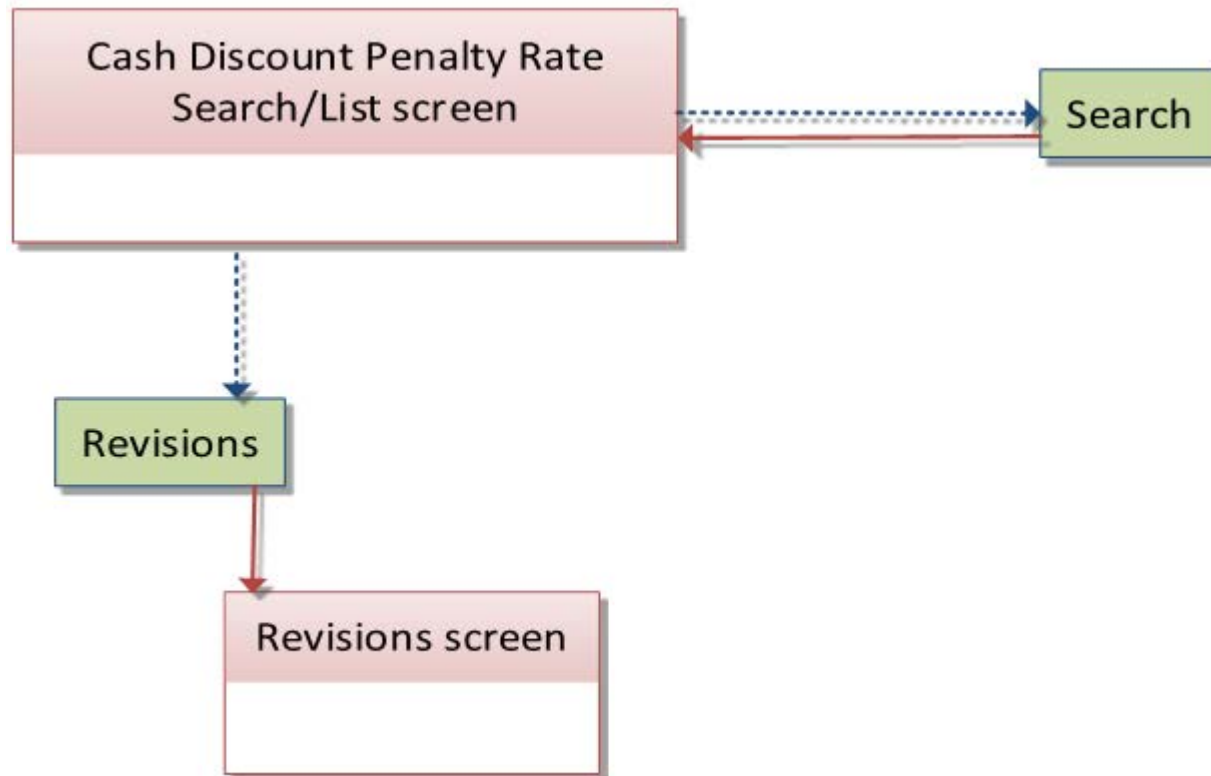 Cash Discount Penalty Rate
Search/List screen
Search
Revisions
Revisions screen